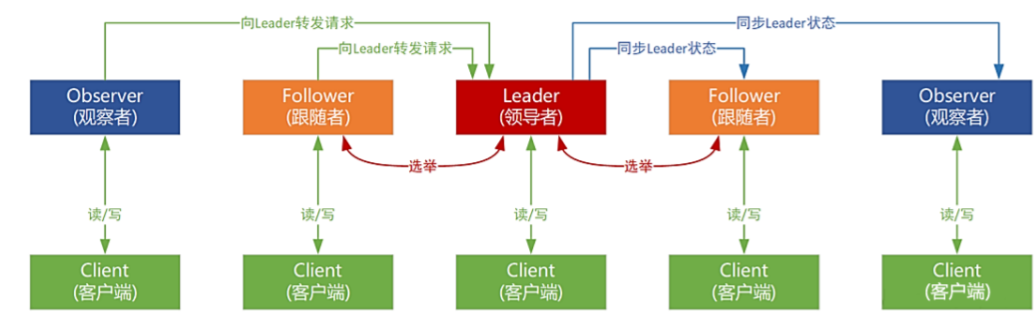 向Leader转发请求
同步Leader状态
向Leader转发请求
同步Leader状态
Observer
(观察者)
Follower
(跟随者)
Leader
(领导者)
Follower
(跟随者)
Observer
(观察者)
选举
选举
读/写
读/写
读/写
读/写
读/写
Client
(客户端)
Client
(客户端)
Client
(客户端)
Client
(客户端)
Client
(客户端)